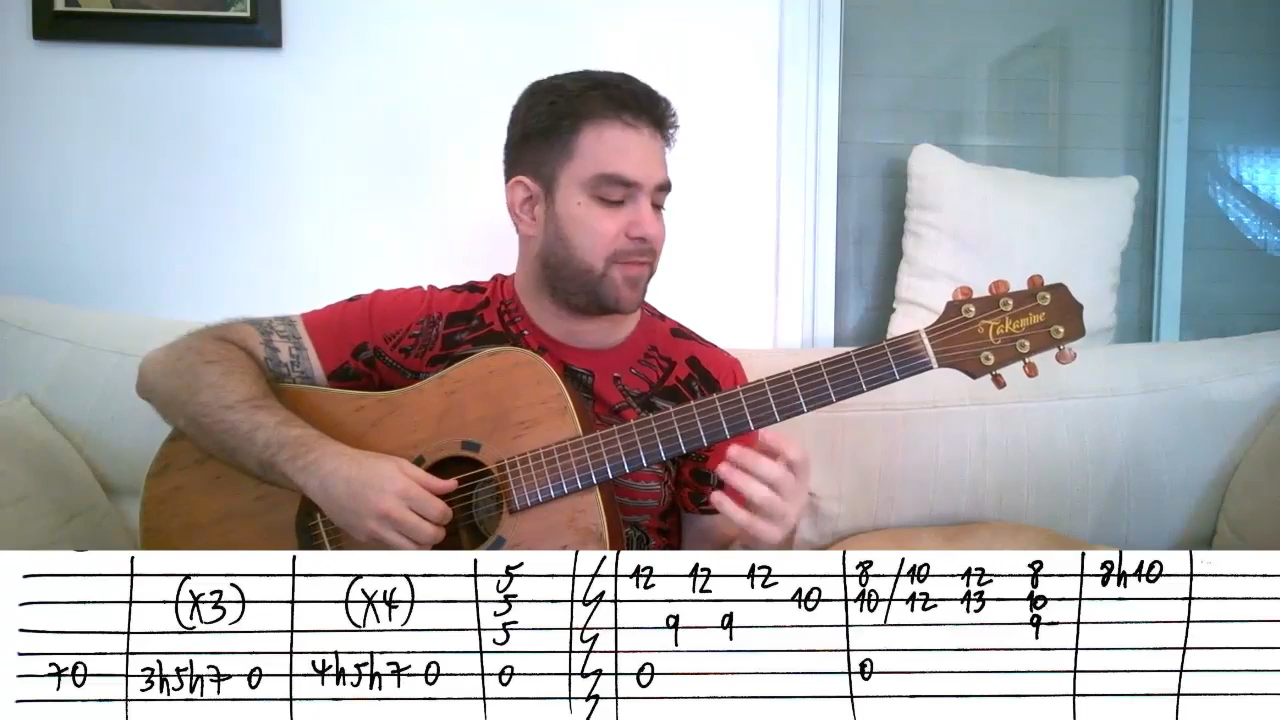 Takamine
5 12 12 12 8 / 10 12 8 8h10
(x3) (x4) 5 10 10 12 13 10
5 9 9 9
70 3h5h7 0 4h5h7 0 0 0 0